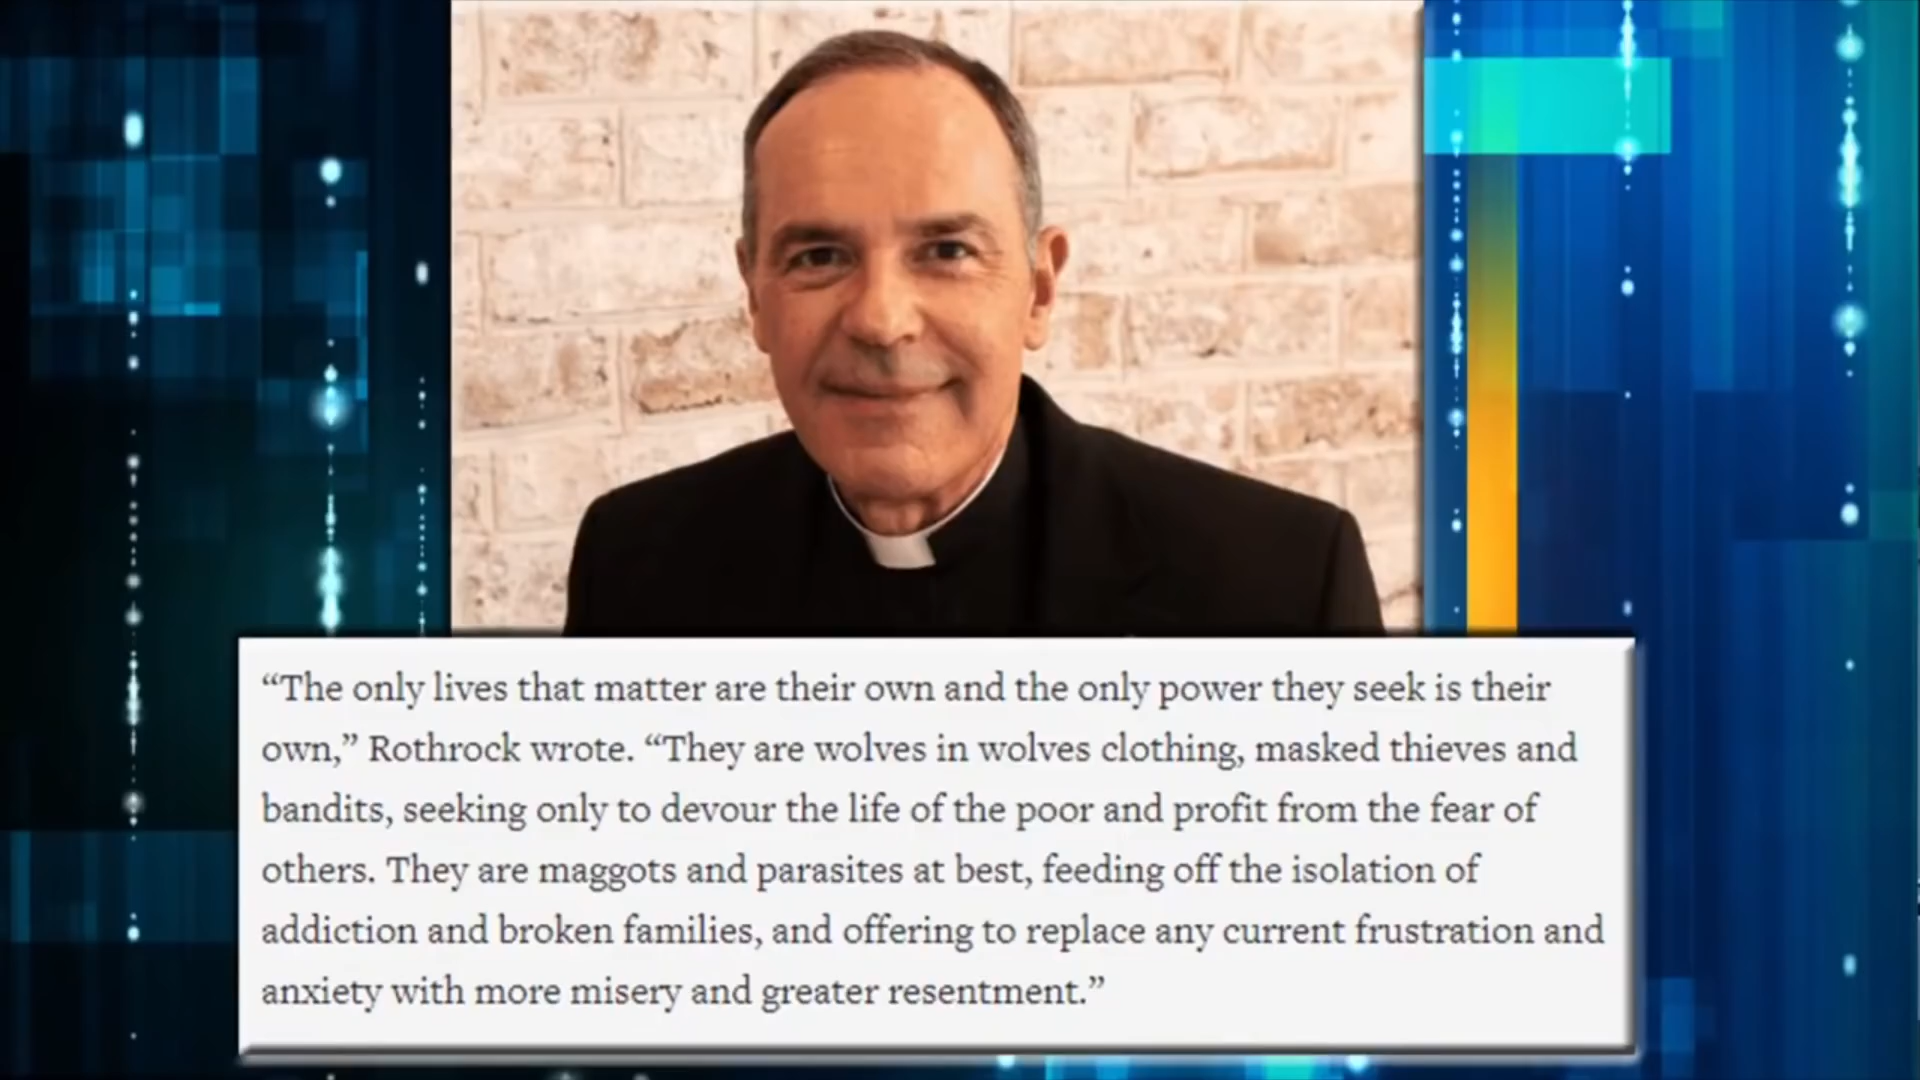 “The only lives that matter are their own and the only power they seek is their
own,” Rothrock wrote. “They are wolves in wolves clothing, masked thieves and
bandits, seeking only to devour the life of the poor and profit from the fear of
others. They are maggots and parasites at best, feeding off the isolation of
addiction and broken families, and offering to replace any current frustration and
anxiety with more misery and greater resentment.”